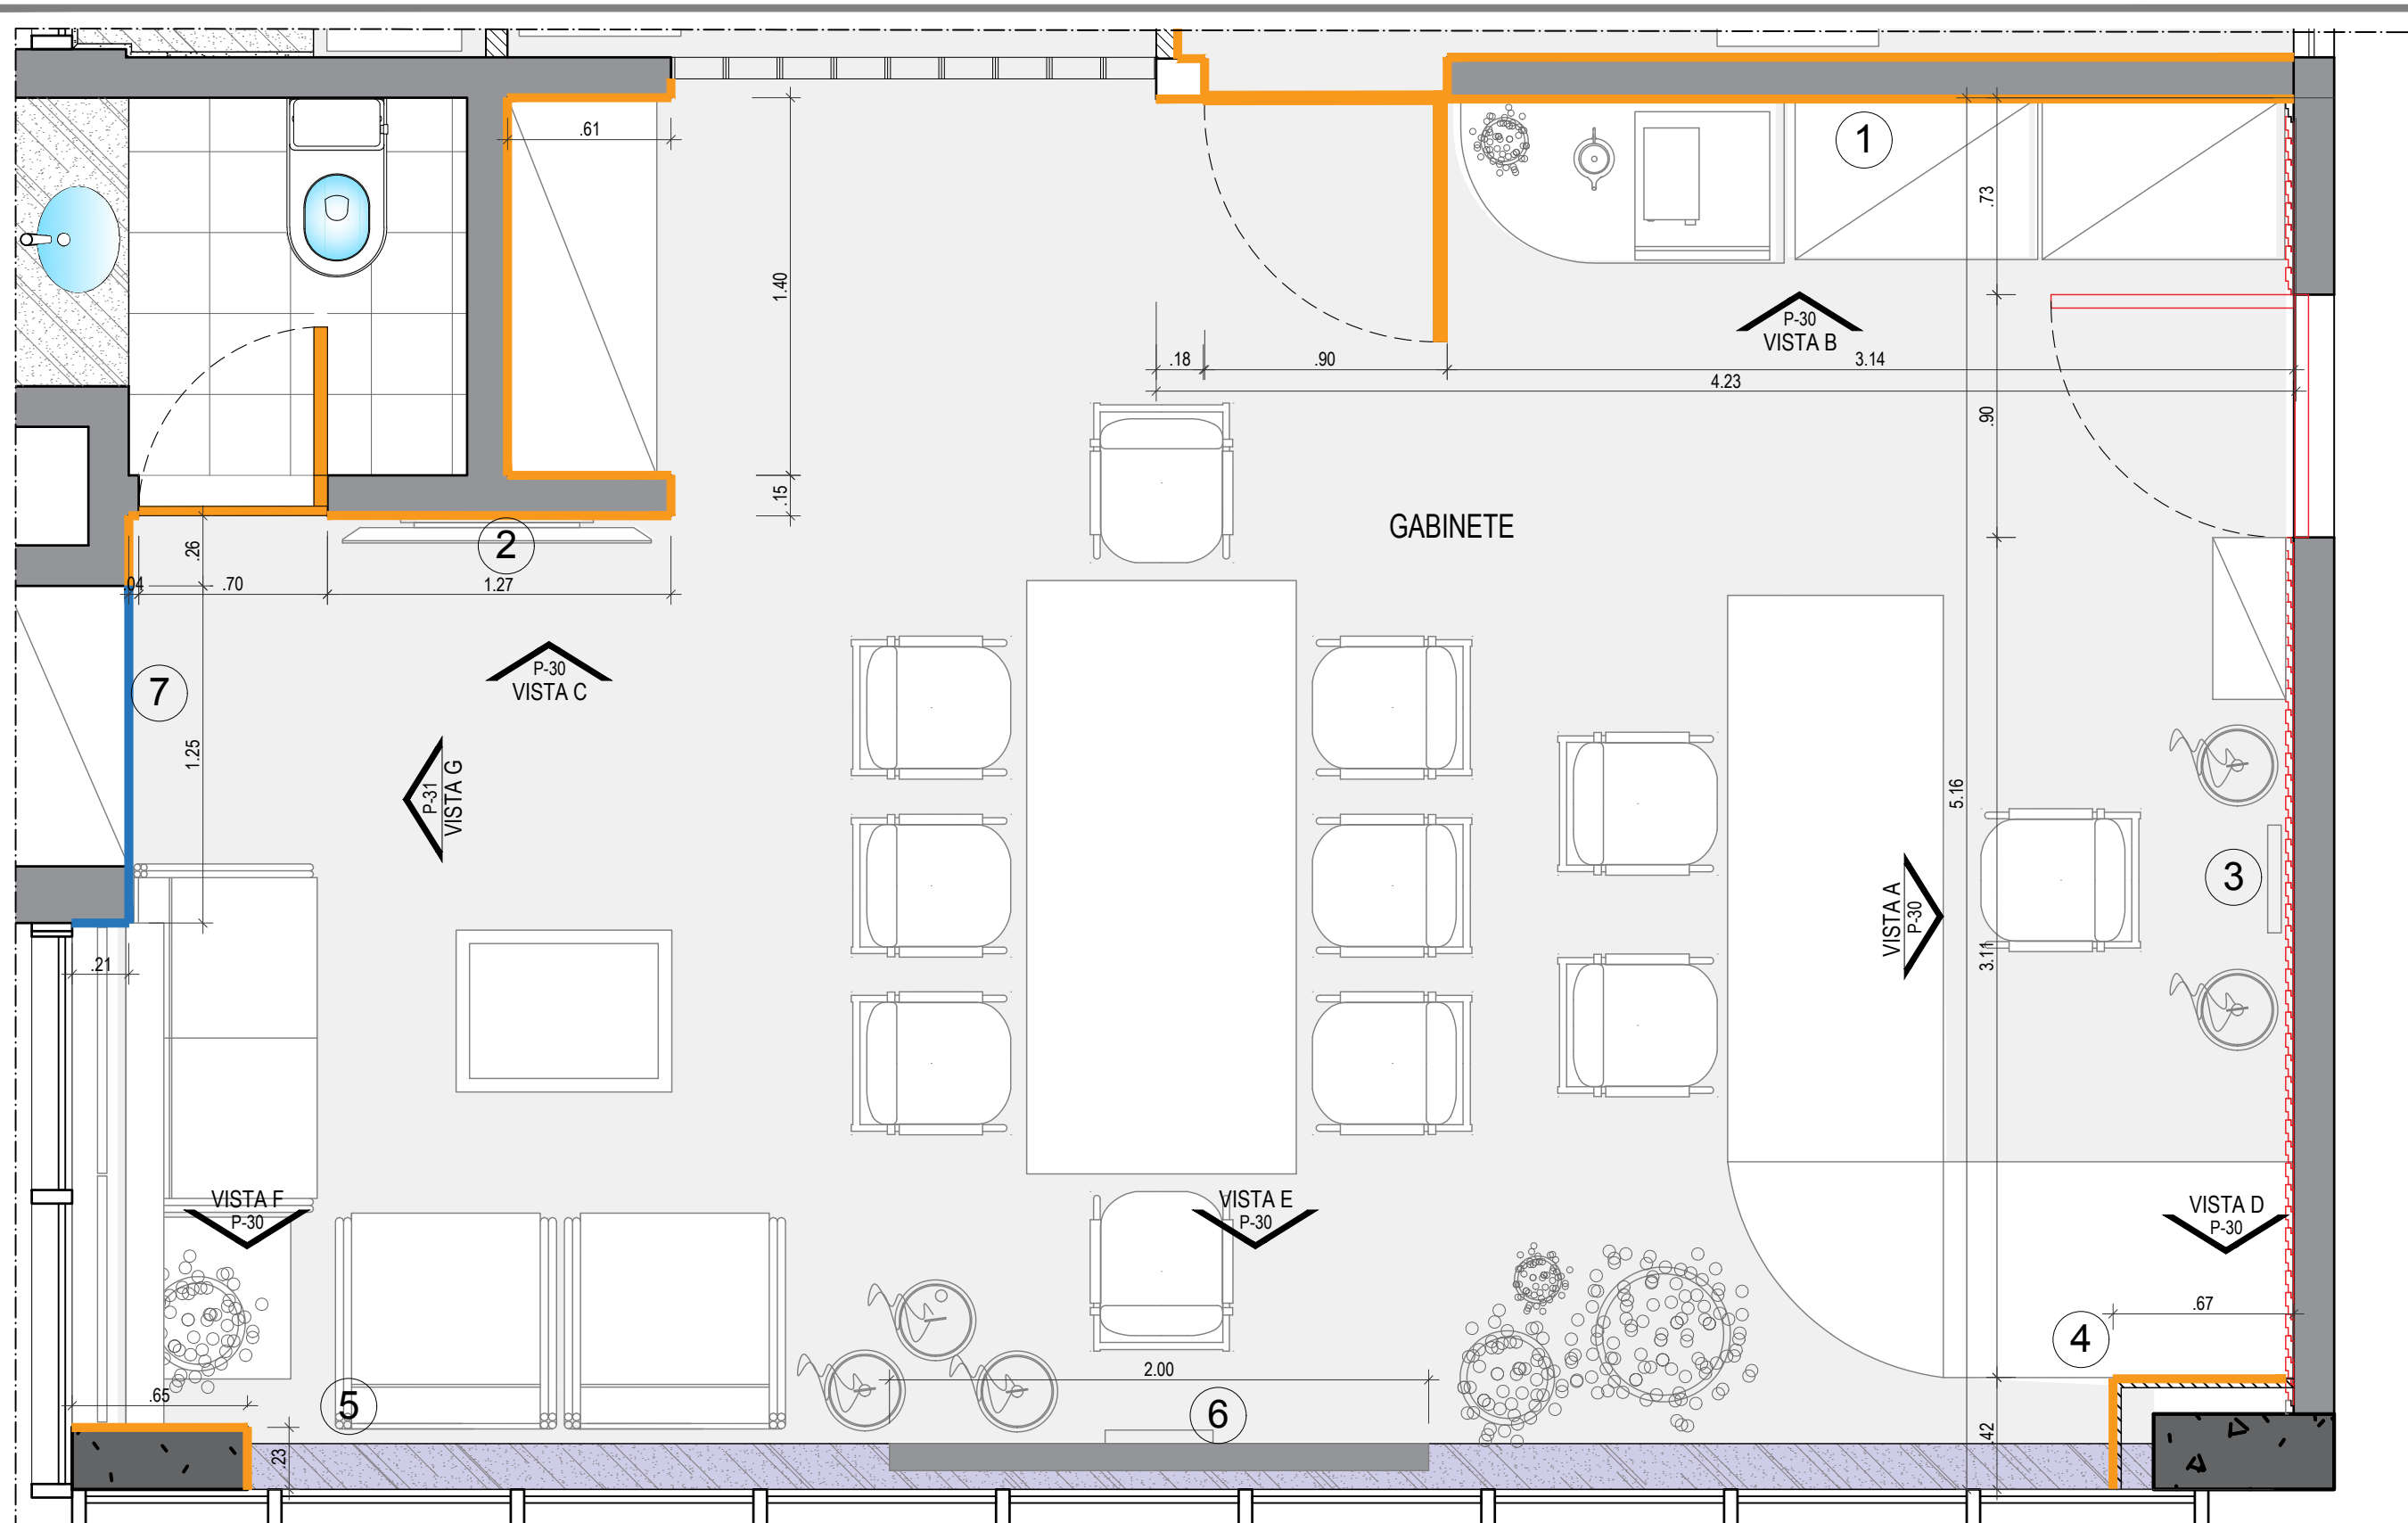 .61
1
.73
1.40
P-30
VISTA B
.18
.90
3.14
4.23
.90
.15
GABINETE
2
.26
.04
.70
1.27
P-30
VISTA C
7
1.25
P-31
VISTA G
5.16
3
VISTA A
P-30
3.11
.21
VISTA F
P-30
VISTA E
P-30
VISTA D
P-30
.67
4
2.00
.65
5
6
.23
.42